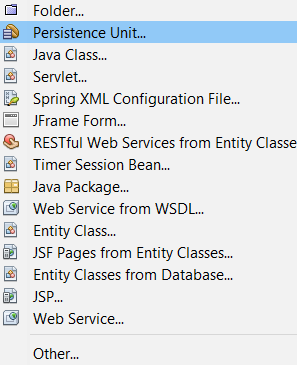 Folder...
Persistence Unit...
Java Class...
Servlet...
Spring XML Configuration File...
JFrame Form...
RESTful Web Services from Entity Classe
Timer Session Bean...
Java Package...
Web Service from WSDL...
Entity Class...
JSF Pages from Entity Classes...
Entity Classes from Database...
JSP...
Web Service...
Other...